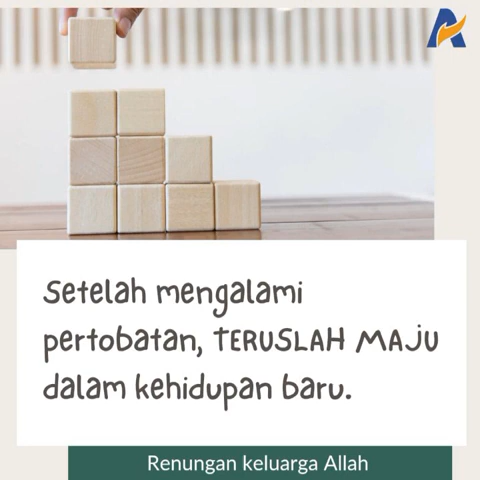 Setelah mengalami
pertobatan, TERUSLAH MAJU
dalam kehidupan baru.
Renungan keluarga Allah